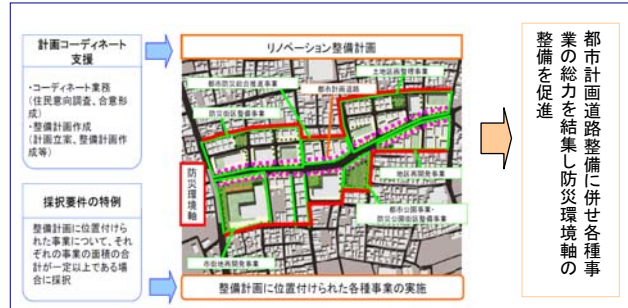 計画コーディネート
支援
・コーディネート業務
(住民意向調査、合意形
成)
・整備計画作成
(計画立案、整備計画作
成等)
採択要件の特例
整備計画に位置付けら
れた事業について、それ
ぞれの事業の面積の合
計が一定以上である場
合に採択
リノベーション整備計画
都市防災総合推進事業
土地区画整理事業
都市計画道路
防災街区整備事業
防災環境軸
地区再開発事業
都市公園事業・
防災公園街区整備事業
市街地再開発事業
整備計画に位置付けられた各種事業の実施
都市計画道路整備に併せ各種事
業の総力を結集し防災環境軸の
整備を促進